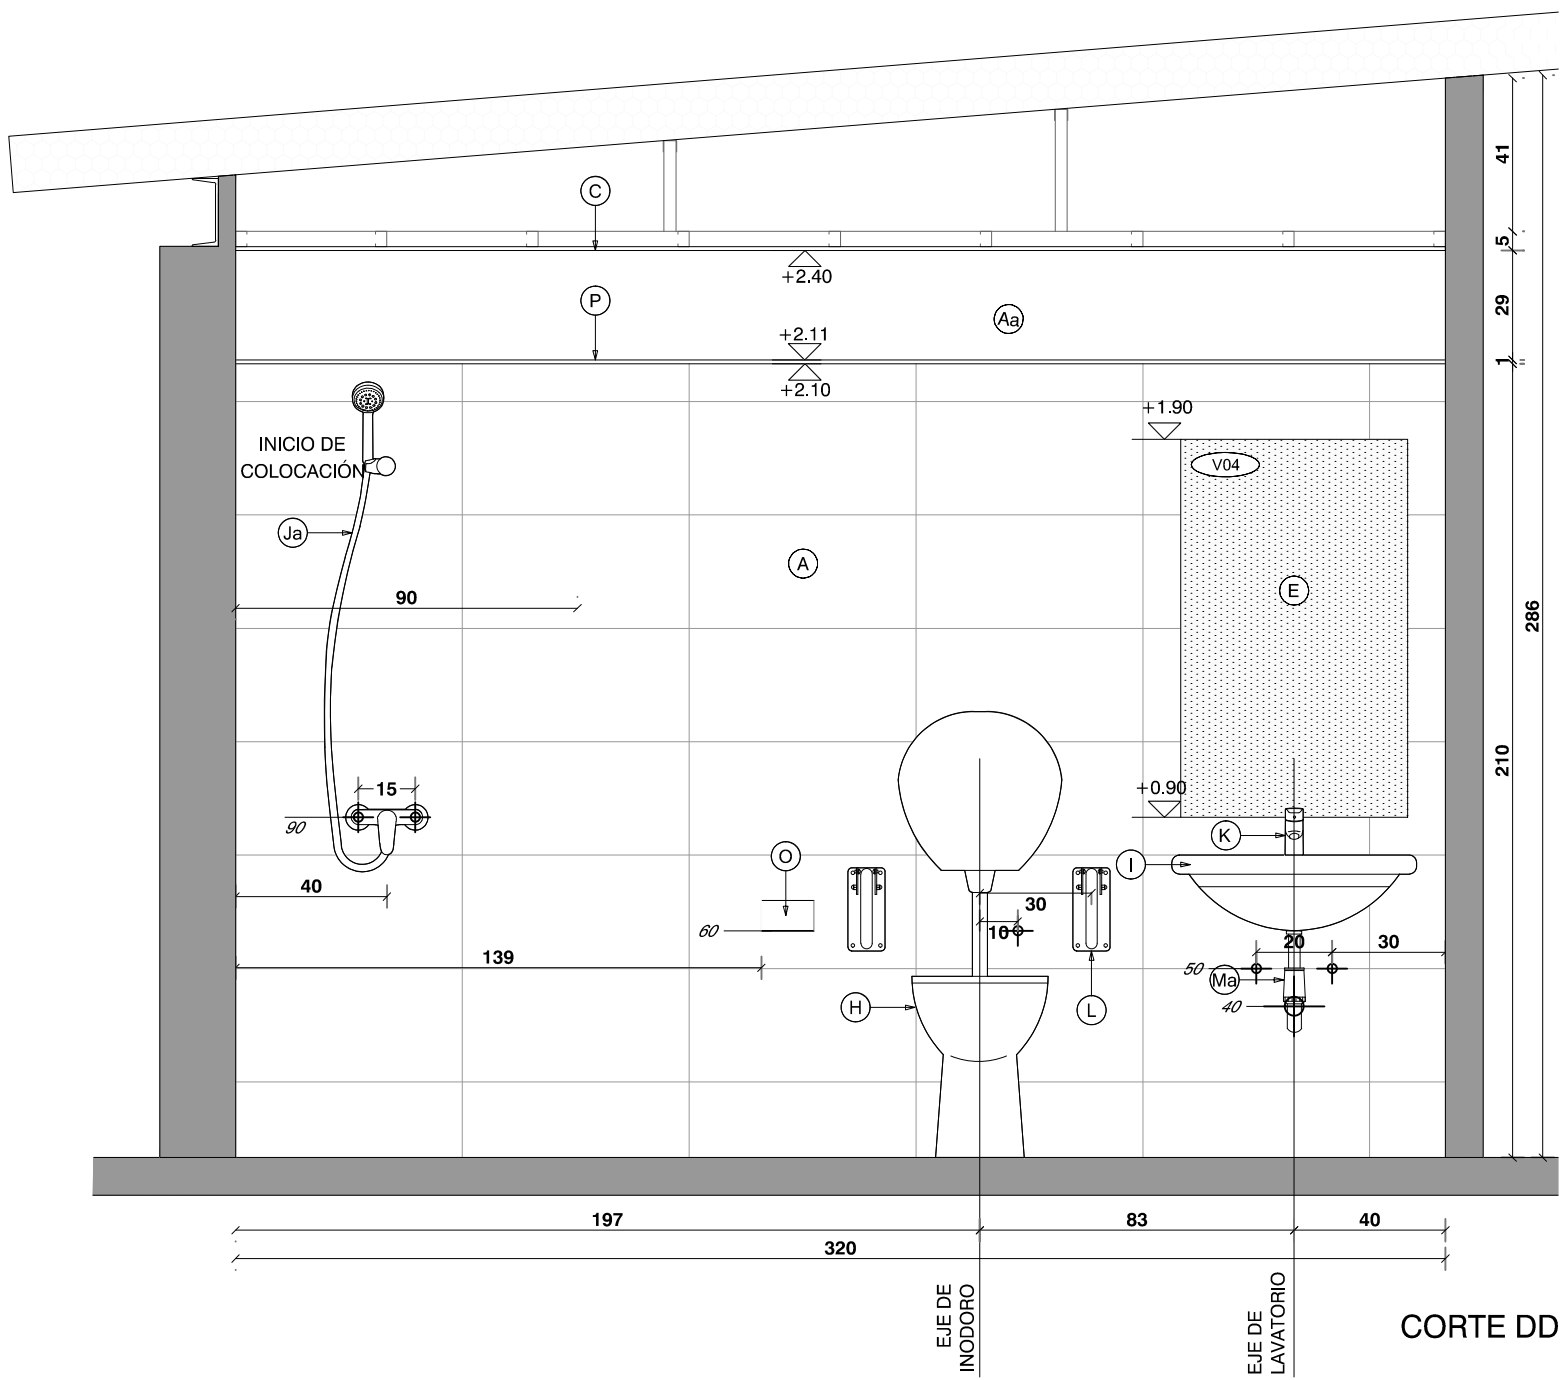 C
+2.40
P
+2.11
+2.10
Aa
41
5
29
1
210
286
INICIO DE
COLOCACIÓN
Ja
A
+1.90
V04
E
90
15
90
40
+0.90
K
I
O
60
139
30
10
L
H
20
30
50
Ma
40
197
83
40
320
EJE DE
INODORO
EJE DE
LAVATORIO
CORTE DD